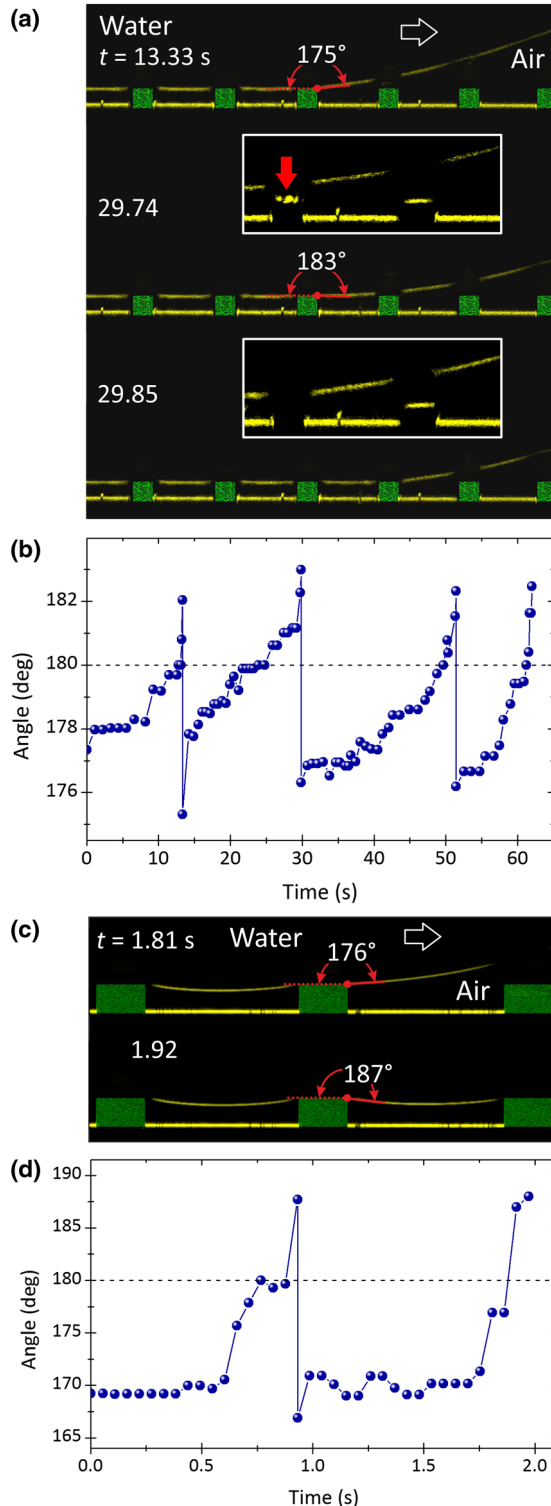 (a)
Water
t = 13.33 s
175°
Air
29.74
183°
29.85
(b)
182
180
178
176
Angle (deg)
0 10 20 30 40 50 60
Time (s)
(c)
t = 1.81 s
Water
176°
Air
1.92
187°
(d)
190
185
180
175
170
165
Angle (deg)
0.0 0.5 1.0 1.5 2.0
Time (s)